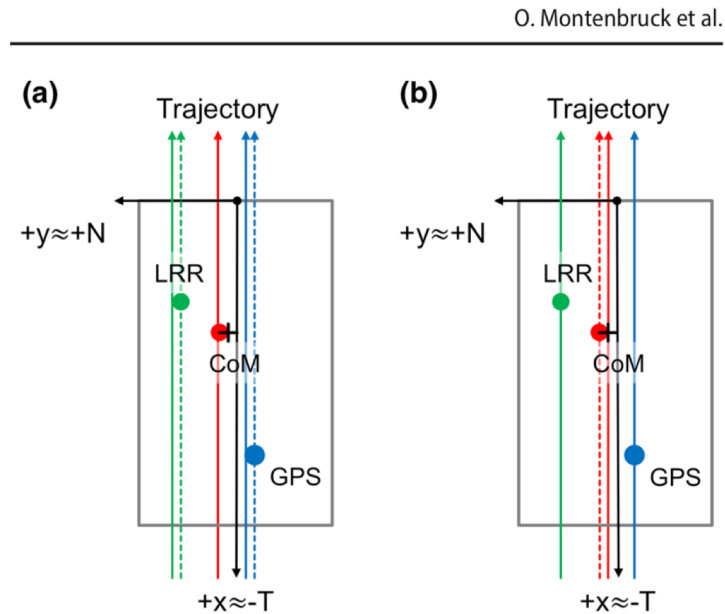 O. Montenbruck et al.
(a)
Trajectory
+y≈+N
LRR
CoM
GPS
+x≈-T
(b)
Trajectory
+y≈+N
LRR
CoM
GPS
+x≈-T